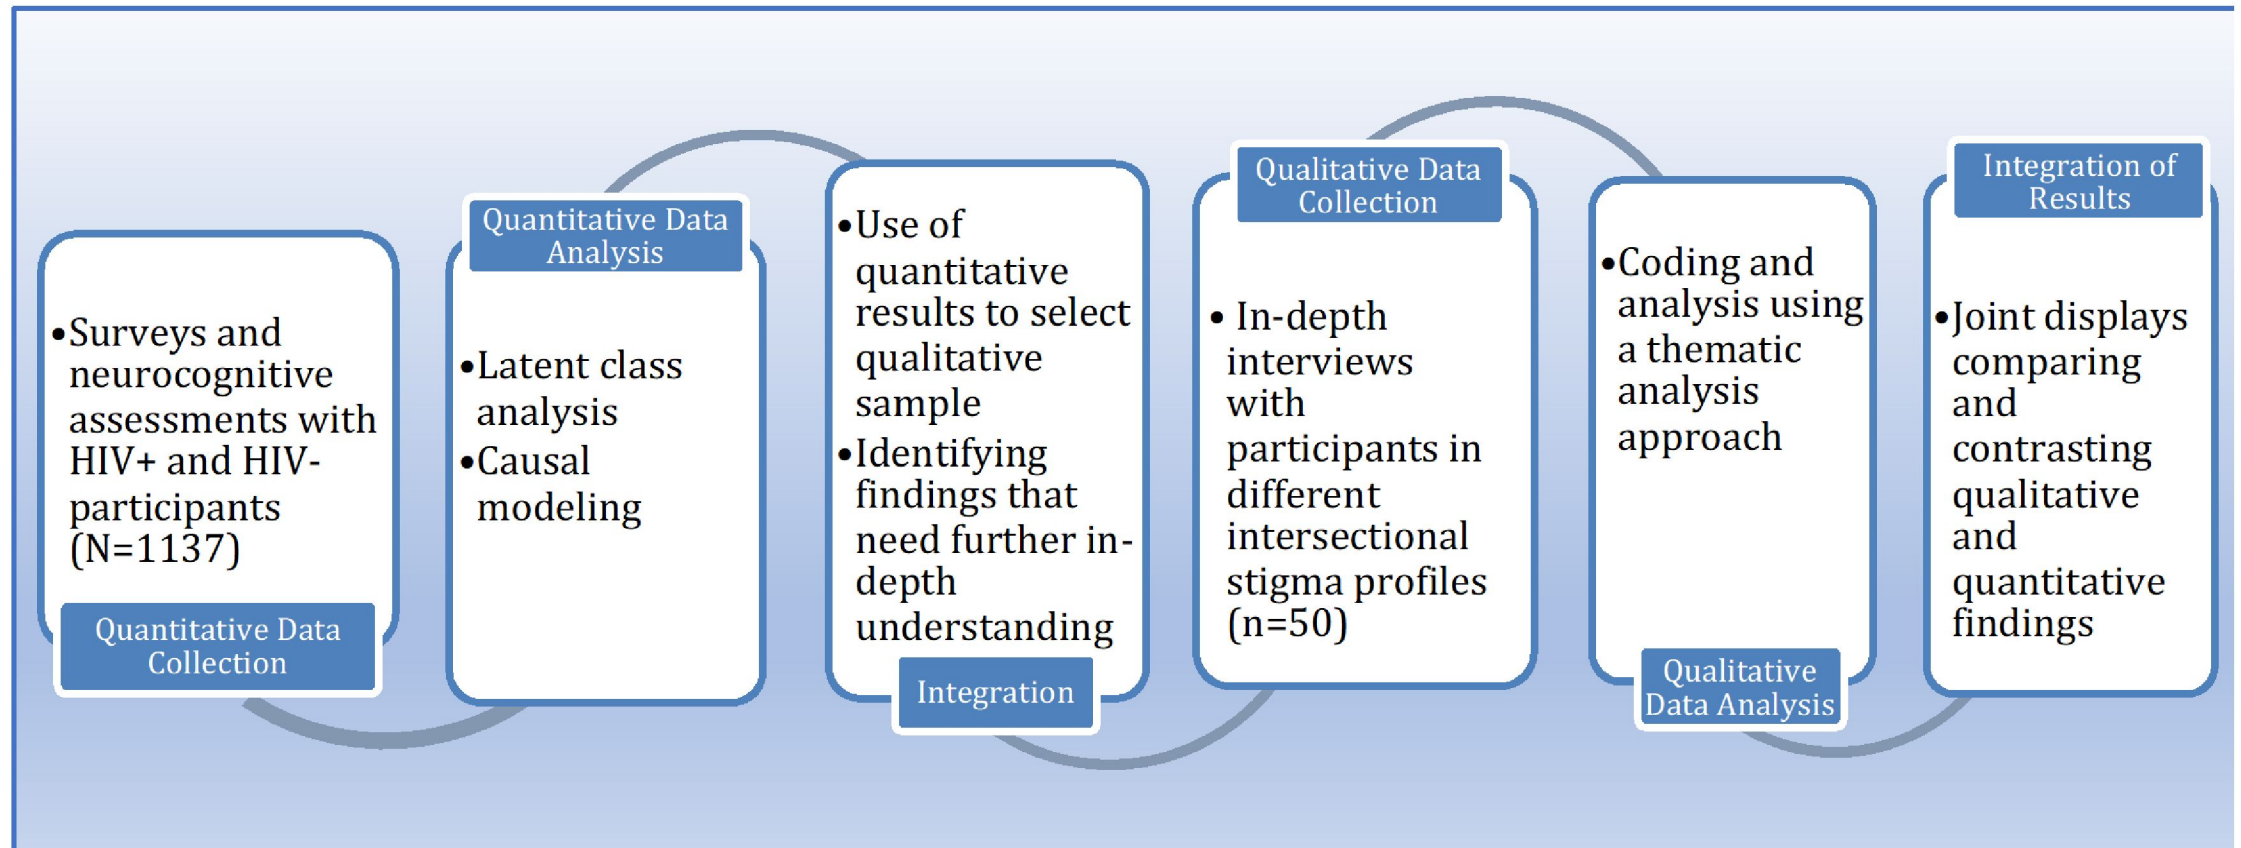 •Surveys and
neurocognitive
assessments with
HIV+ and HIV-
participants
(N=1137)
Quantitative Data
Collection
Quantitative Data
Analysis
•Latent class
analysis
•Causal
modeling
•Use of
quantitative
results to select
qualitative
sample
•Identifying
findings that
need further in-
depth
understanding
Integration
Qualitative Data
Collection
• In-depth
interviews
with
participants in
different
intersectional
stigma profiles
(n=50)
•Coding and
analysis using
a thematic
analysis
approach
Qualitative
Data Analysis
Integration of
Results
•Joint displays
comparing
and
contrasting
qualitative
and
quantitative
findings